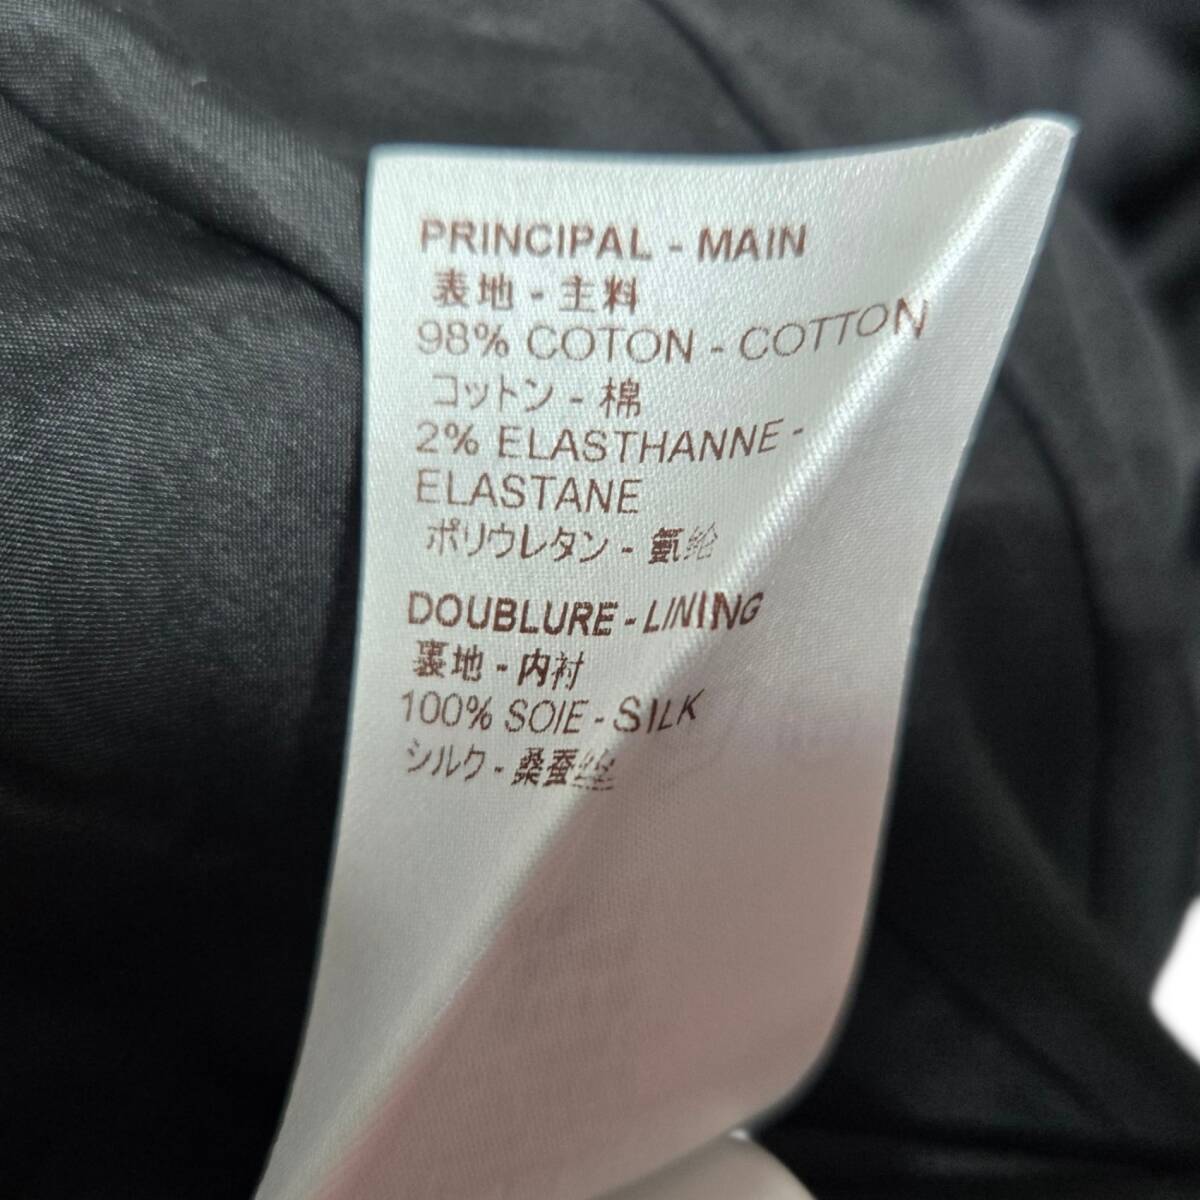 PRINCIPAL - MAIN
表地 - 主料
98% COTON - COTTON
コットン - 棉
2% ELASTHANNE -
ELASTANE
ポリウレタン - 氨纶
DOUBLURE - LINING
裏地 - 内衬
100% SOIE - SILK
シルク - 桑蚕丝